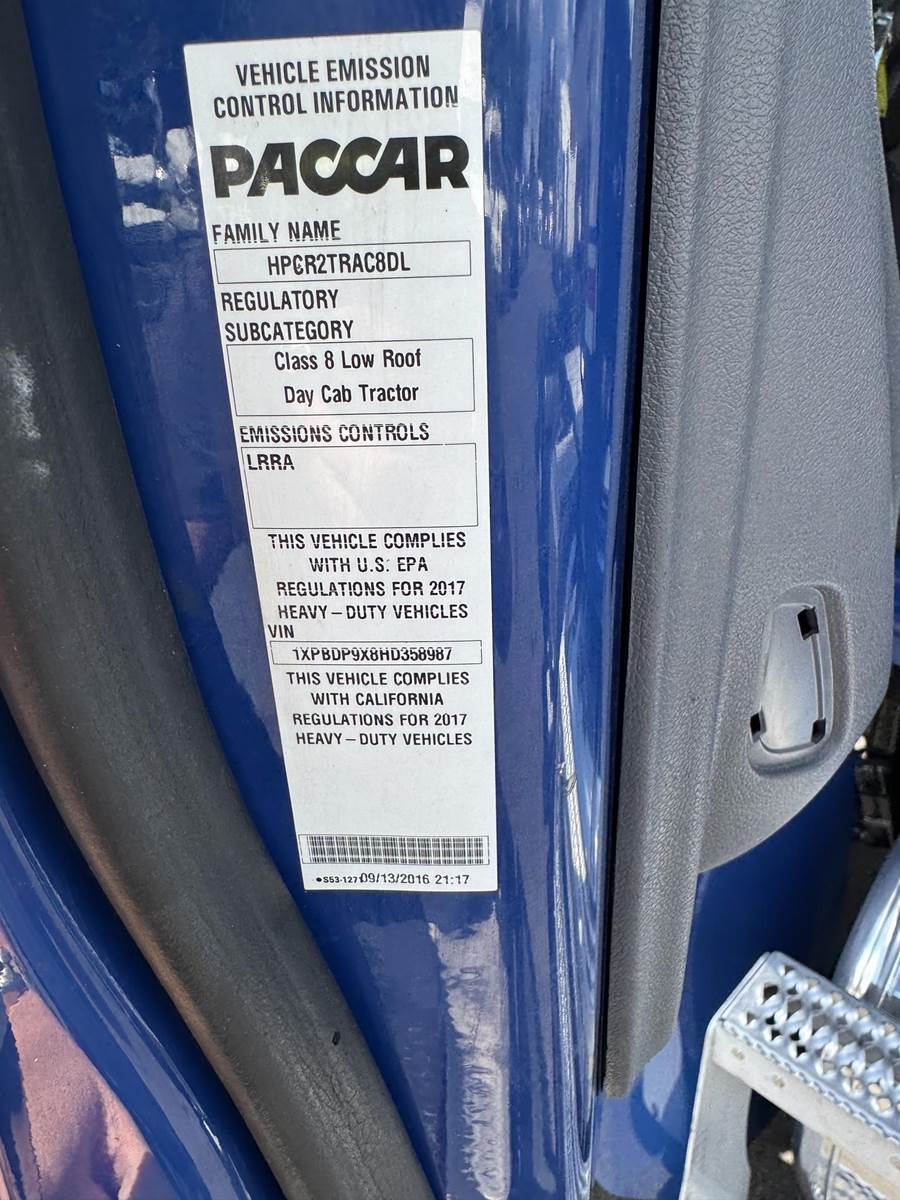 VEHICLE EMISSION
CONTROL INFORMATION
PACCAR
FAMILY NAME
HPCR2TRAC8DL
REGULATORY
SUBCATEGORY
Class 8 Low Roof
Day Cab Tractor
EMISSIONS CONTROLS
LRRA
THIS VEHICLE COMPLIES
WITH U.S. EPA
REGULATIONS FOR 2017
HEAVY-DUTY VEHICLES
VIN
1XPBDP9X8HD358987
THIS VEHICLE COMPLIES
WITH CALIFORNIA
REGULATIONS FOR 2017
HEAVY-DUTY VEHICLES
•S53-1271 09/13/2016 21:17